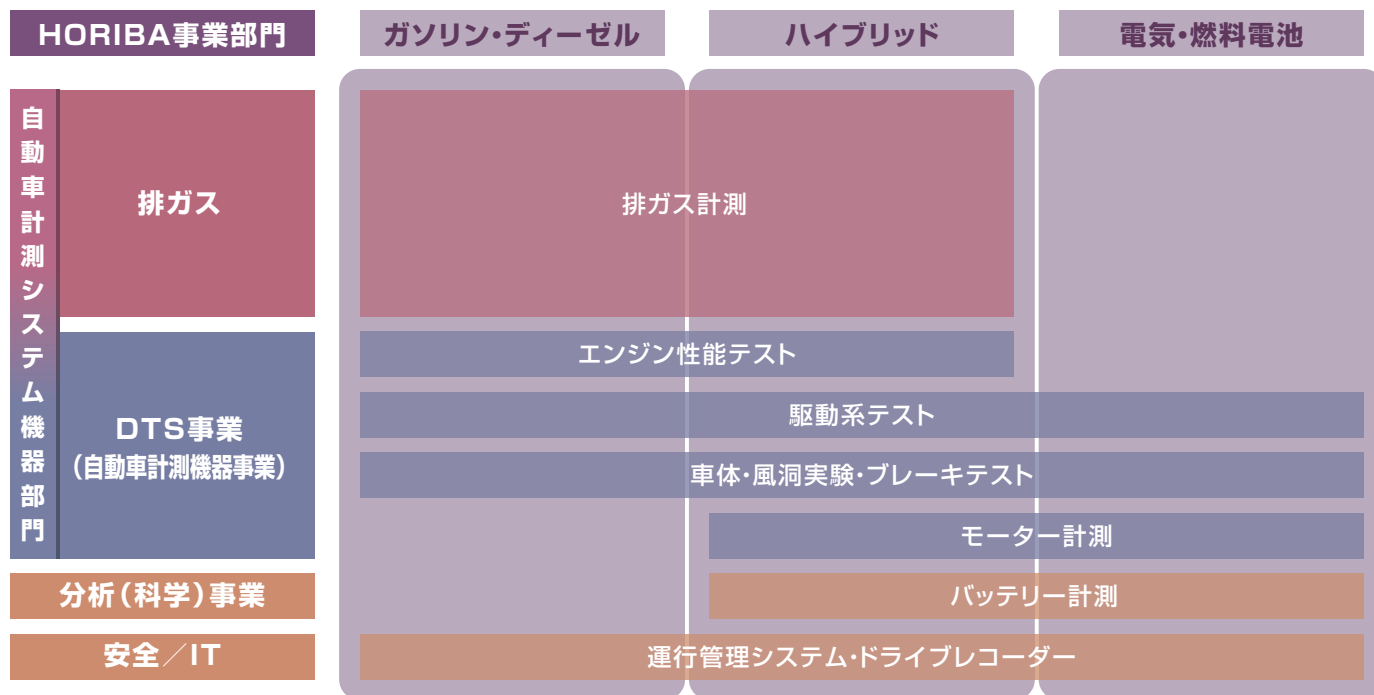 HORIBA事業部門
ガソリン・ディーゼル
ハイブリッド
電気・燃料電池
自動車計測システム機器部門
排ガス
排ガス計測
DTS事業
(自動車計測機器事業)
エンジン性能テスト
駆動系テスト
車体・風洞実験・ブレーキテスト
モーター計測
分析(科学)事業
バッテリー計測
安全/IT
運行管理システム・ドライブレコーダー